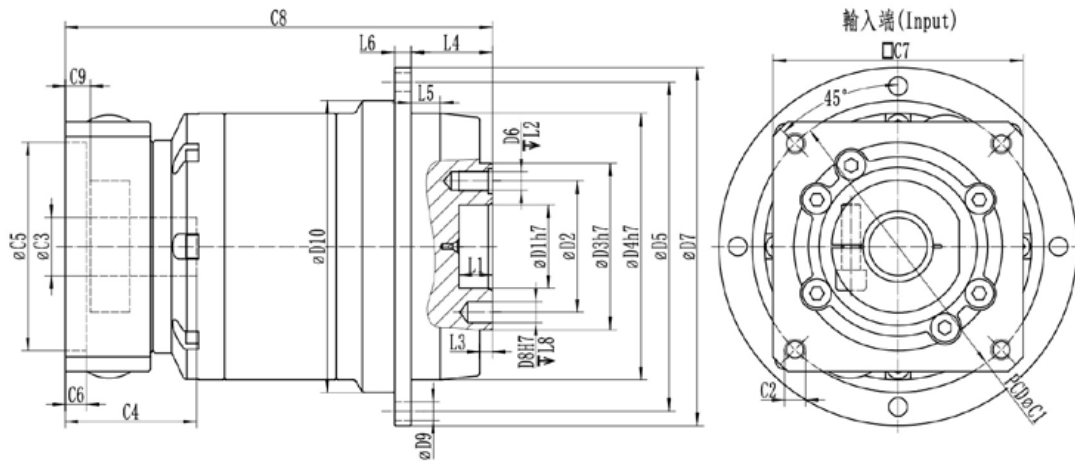 C8
L6
L4
C9
L5
D6
↧L2
øC5
øC3
øD10
L1
øD1h7
øD2
øD3h7
øD4h7
øD5
øD7
L3
D8H7
↧L8
C6
C4
øD9
輸入端(Input)
□C7
45°
C2
PCDøC1